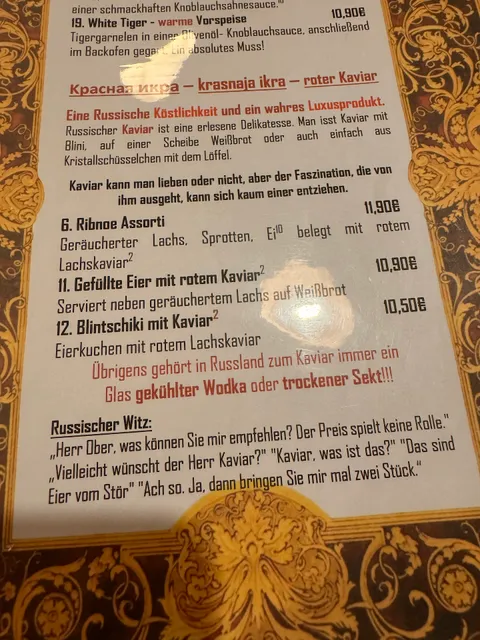 einer schmackhaften Knoblauchsahnesauce.
19. White Tiger - warme Vorspeise 10,90€
Tigergarnelen in einer Olivenöl- Knoblauchsauce, anschließend
im Backofen gegart. Ein absolutes Muss!
Красная икра – krasnaja ikra – roter Kaviar
Eine Russische Köstlichkeit und ein wahres Luxusprodukt.
Russischer Kaviar ist eine erlesene Delikatesse. Man isst Kaviar mit
Blini, auf einer Scheibe Weißbrot oder auch einfach aus
Kristallschüsselchen mit dem Löffel.
Kaviar kann man lieben oder nicht, aber der Faszination, die von
ihm ausgeht, kann sich kaum einer entziehen.
6. Ribnoe Assorti 11,90€
Geräucherter Lachs, Sprotten, Ei¹⁰ belegt mit rotem
Lachskaviar²
11. Gefüllte Eier mit rotem Kaviar² 10,90€
Serviert neben geräuchertem Lachs auf Weißbrot
12. Blintschiki mit Kaviar² 10,50€
Eierkuchen mit rotem Lachskaviar
Übrigens gehört in Russland zum Kaviar immer ein
Glas gekühlter Wodka oder trockener Sekt!!!
Russischer Witz:
„Herr Ober, was können Sie mir empfehlen? Der Preis spielt keine Rolle."
„Vielleicht wünscht der Herr Kaviar?" "Kaviar, was ist das?" "Das sind
Eier vom Stör" "Ach so. Ja, dann bringen Sie mir mal zwei Stück."